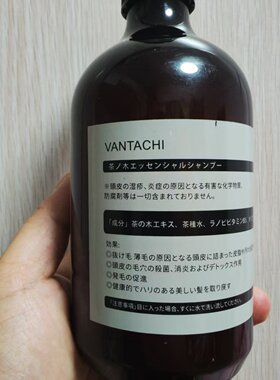 VANTACHI
茶ノ木エッセンシャルシャンプー
※頭皮の湿疹、炎症の原因となる有害な化学物質、
防腐剤等は一切含まれておりません。
「成分」茶の木エキス、茶種水、ラノビタミンB5、
効果:
◎抜け毛 薄毛の原因となる頭皮に詰まった皮脂や
◎頭皮の毛穴の殺菌、消炎およびデトックス作用
◎発毛の促進
◎健康的でハリのある美しい髪を取り戻す
「注意事項」目に入った場合、すぐに水で洗い流してください。